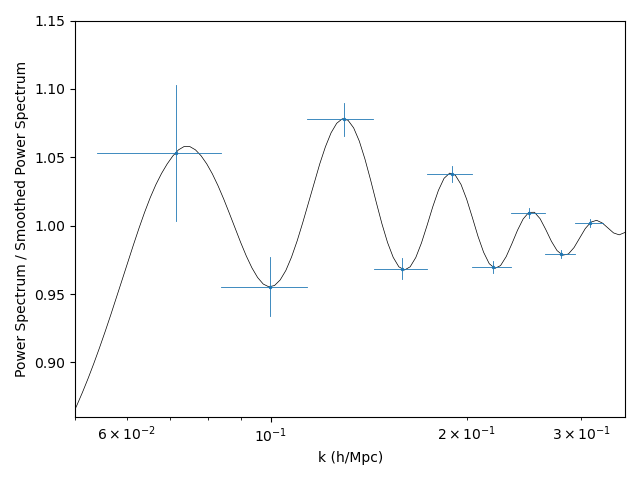 1.15
1.10
1.05
1.00
0.95
0.90
6 × 10⁻²
10⁻¹
2 × 10⁻¹
3 × 10⁻¹
k (h/Mpc)
Power Spectrum / Smoothed Power Spectrum